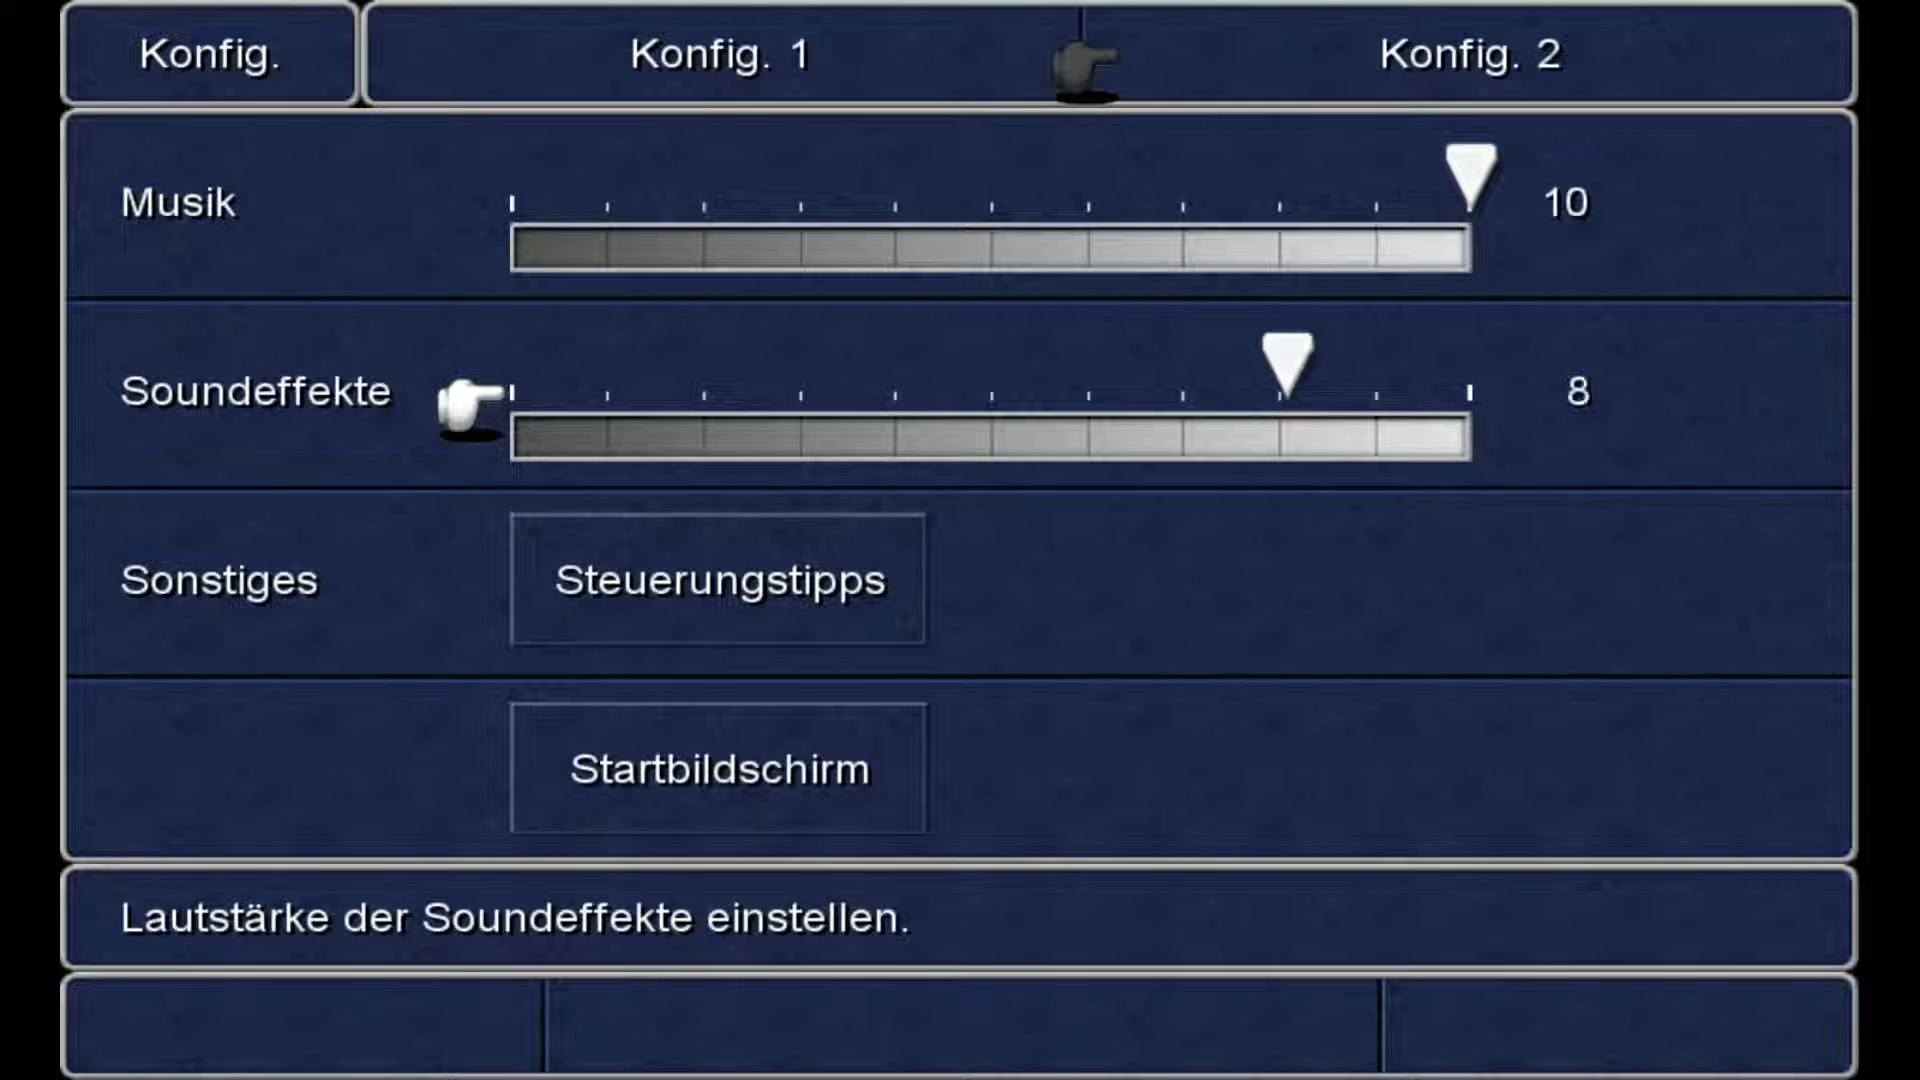 Konfig.
Konfig. 1
Konfig. 2
Musik
10
Soundeffekte
8
Sonstiges
Steuerungstipps
Startbildschirm
Lautstärke der Soundeffekte einstellen.